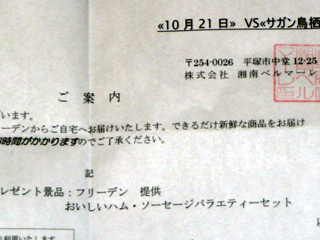 ≪10月21日≫ VS≪サガン鳥栖
〒254-0026 平塚市中堂12-25
株式会社 湘南ベルマーレ
ご案内
います。
リーデンからご自宅へお届けいたします。できるだけ新鮮な商品をお届け
時間がかかりますのでご了承ください。
記
レゼント景品：フリーデン 提供
おいしいハム・ソーセージバラエティーセット